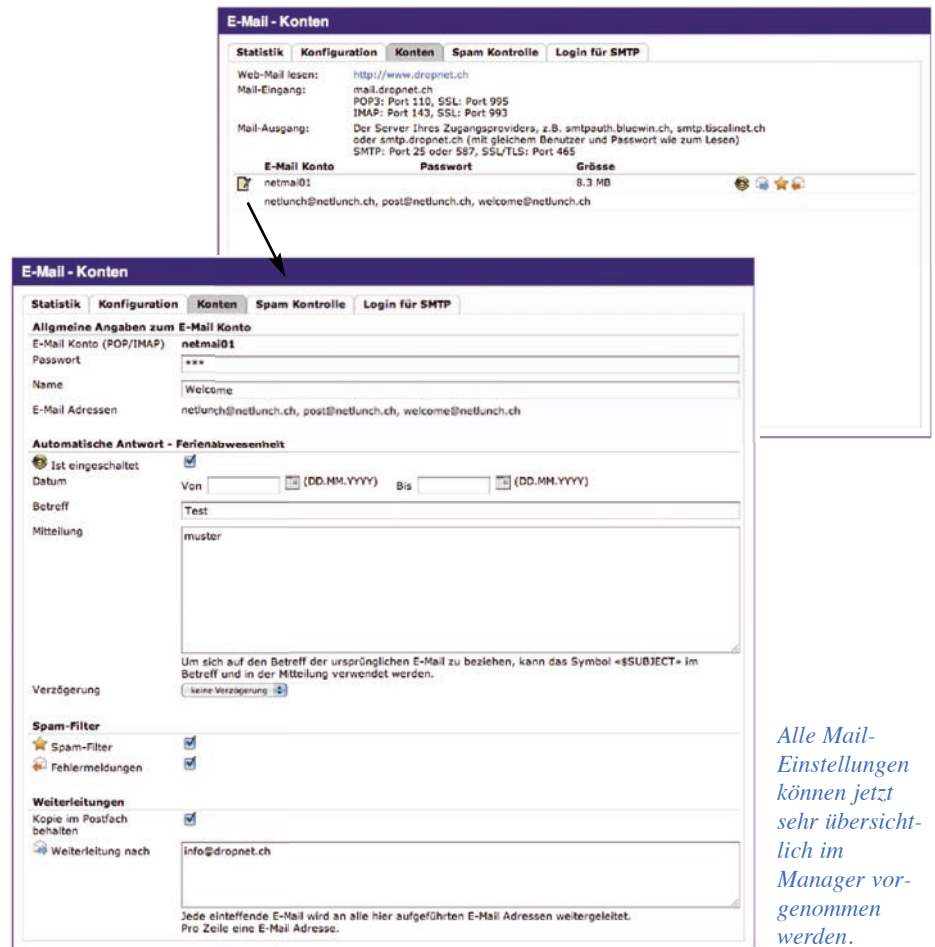 E-Mail - Konten
Statistik Konfiguration Konten Spam Kontrolle Login für SMTP
Web-Mail lesen: http://www.dropnet.ch
Mail-Eingang: mail.dropnet.ch
POP3: Port 110, SSL: Port 995
IMAP: Port 143, SSL: Port 993
Mail-Ausgang: Der Server Ihres Zugangsproviders, z.B. smtpauth.bluewin.ch, smtp.tiscalinet.ch
oder smtp.dropnet.ch (mit gleichem Benutzer und Passwort wie zum Lesen)
SMTP: Port 25 oder 587, SSL/TLS: Port 465
E-Mail Konto Passwort Grösse
netmai01 8.3 MB
netlunch@netlunch.ch, post@netlunch.ch, welcome@netlunch.ch
E-Mail - Konten
Statistik Konfiguration Konten Spam Kontrolle Login für SMTP
Allgmeine Angaben zum E-Mail Konto
E-Mail Konto (POP/IMAP) netmai01
Passwort ***
Name Welcome
E-Mail Adressen netlunch@netlunch.ch, post@netlunch.ch, welcome@netlunch.ch
Automatische Antwort - Ferienabwesenheit
Ist eingeschaltet
Datum Von (DD.MM.YYYY) Bis (DD.MM.YYYY)
Betreff Test
Mitteilung muster
Um sich auf den Betreff der ursprünglichen E-Mail zu beziehen, kann das Symbol «$SUBJECT» im
Betreff und in der Mitteilung verwendet werden.
Verzögerung keine Verzögerung
Spam-Filter
Spam-Filter
Fehlermeldungen
Weiterleitungen
Kopie im Postfach
behalten
Weiterleitung nach info@dropnet.ch
Jede einteffende E-Mail wird an alle hier aufgeführten E-Mail Adressen weitergeleitet.
Pro Zeile eine E-Mail Adresse.
Alle Mail-
Einstellungen
können jetzt
sehr übersicht-
lich im
Manager vor-
genommen
werden.